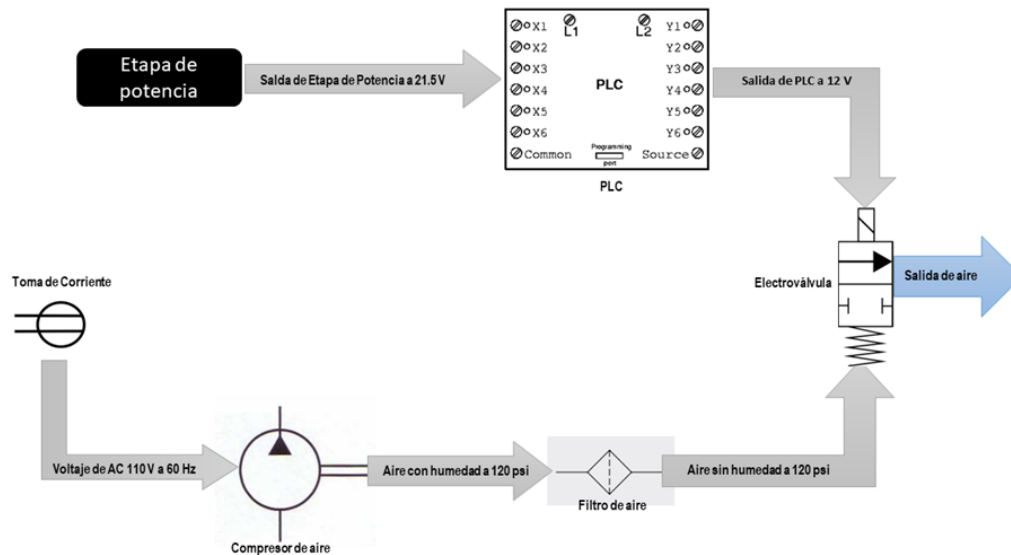 Etapa de
potencia
Salda de Etapa de Potencia a 21.5 V
X1
X2
X3
X4
X5
X6
Common
L1
L2
PLC
Programming
port
Y1
Y2
Y3
Y4
Y5
Y6
Source
PLC
Salida de PLC a 12 V
Electroválvula
Salida de aire
Toma de Corriente
Voltaje de AC 110 V a 60 Hz
Compresor de aire
Aire con humedad a 120 psi
Filtro de aire
Aire sin humedad a 120 psi